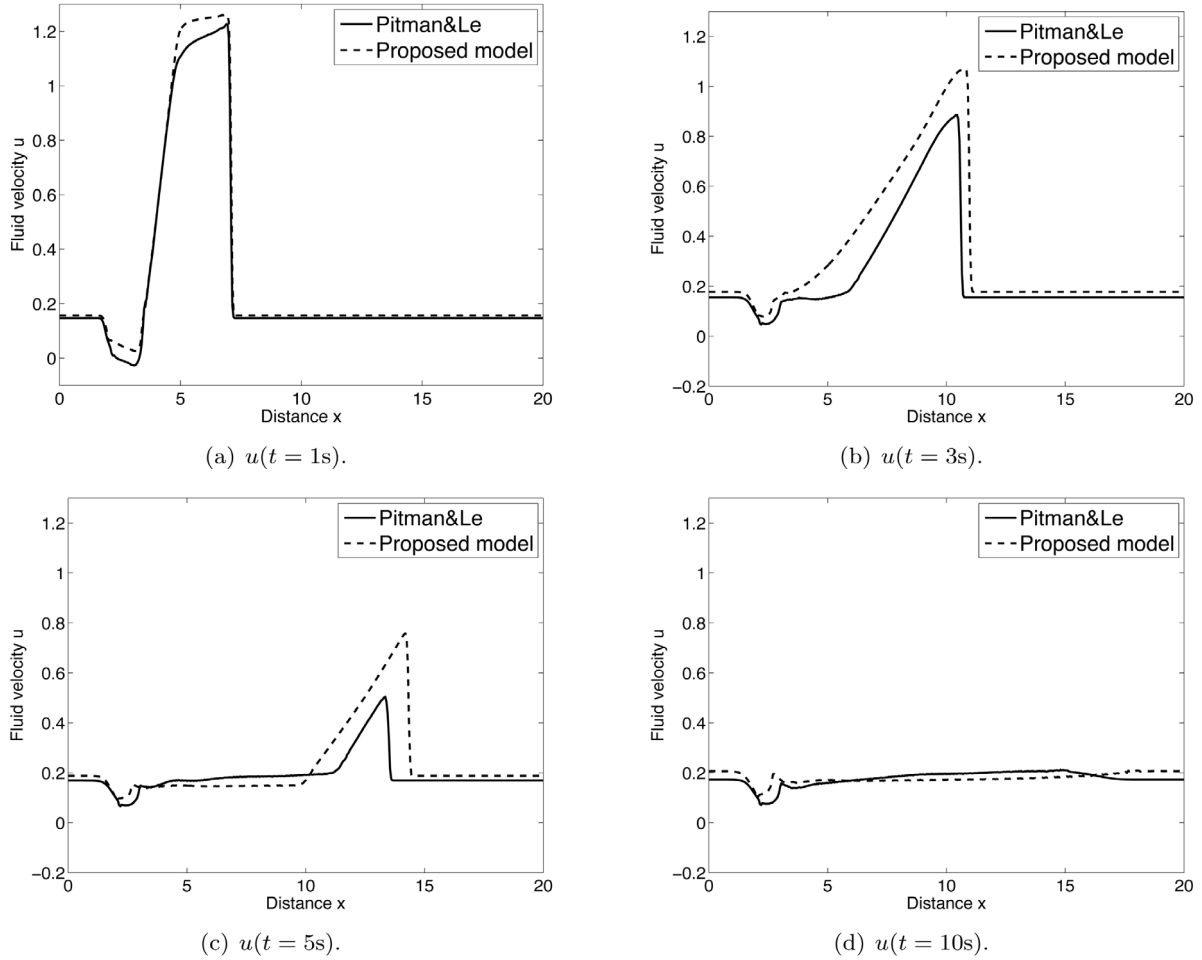 Pitman&Le
Proposed model
Fluid velocity u
1.2
1
0.8
0.6
0.4
0.2
0
0 5 10 15 20
Distance x
(a) u(t = 1s).
Pitman&Le
Proposed model
Fluid velocity u
1.2
1
0.8
0.6
0.4
0.2
0
−0.2
0 5 10 15 20
Distance x
(b) u(t = 3s).
Pitman&Le
Proposed model
Fluid velocity u
1.2
1
0.8
0.6
0.4
0.2
0
−0.2
0 5 10 15 20
Distance x
(c) u(t = 5s).
Pitman&Le
Proposed model
Fluid velocity u
1.2
1
0.8
0.6
0.4
0.2
0
−0.2
0 5 10 15 20
Distance x
(d) u(t = 10s).